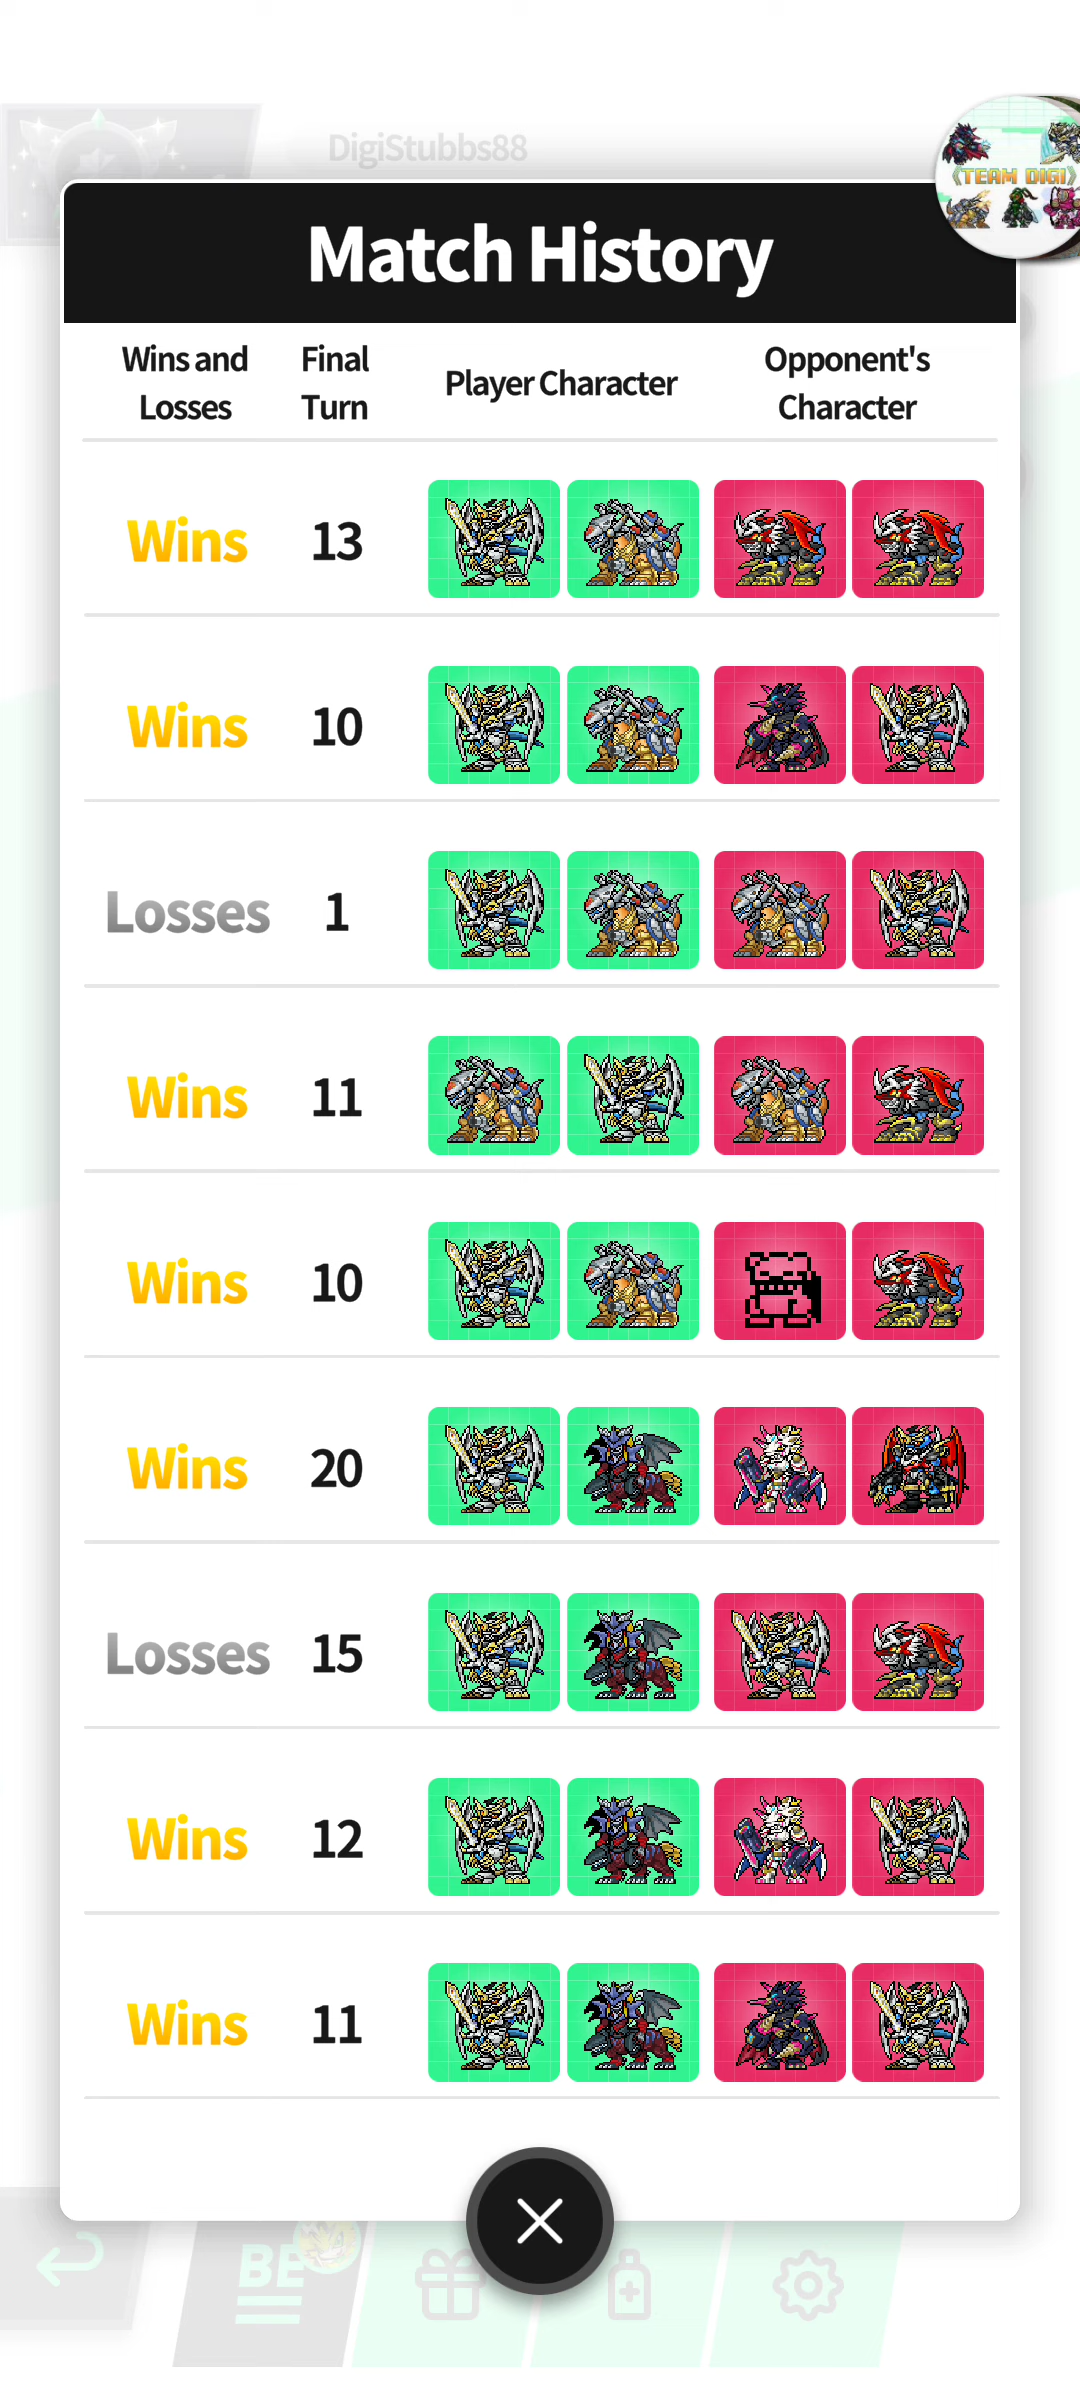 DigiStubbs88
《TEAM DIGI》
Match History
Wins and Losses
Final Turn
Player Character
Opponent's Character
Wins 13
Wins 10
Losses 1
Wins 11
Wins 10
Wins 20
Losses 15
Wins 12
Wins 11
BE